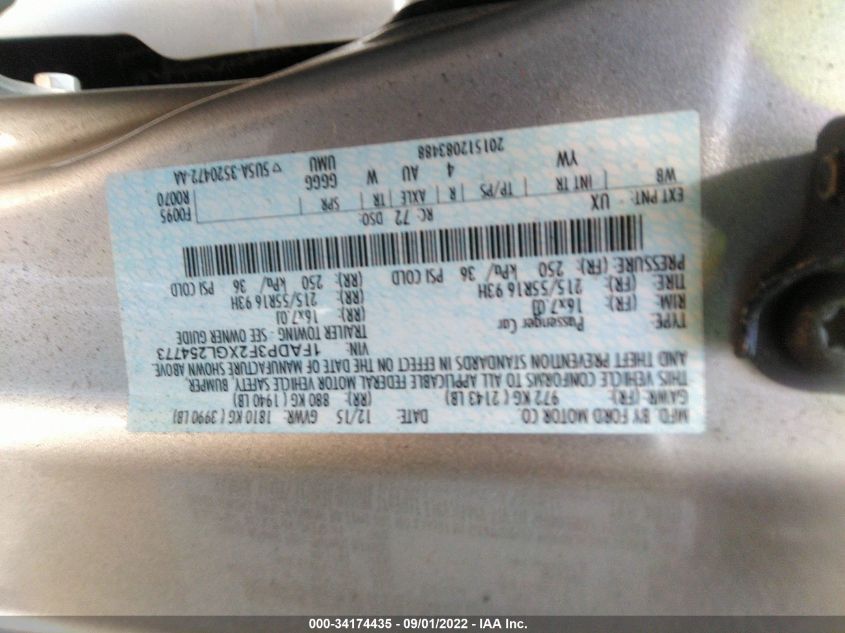 MFD. BY FORD MOTOR CO. DATE 12/15 GVWR: 1810 KG ( 3990 LB)
GAWR: (FR): 972 KG ( 2143 LB) (RR): 880 KG ( 1940 LB)
THIS VEHICLE CONFORMS TO ALL APPLICABLE FEDERAL MOTOR VEHICLE SAFETY, BUMPER,
AND THEFT PREVENTION STANDARDS IN EFFECT ON THE DATE OF MANUFACTURE SHOWN ABOVE.
VIN: 1FADP3F2XGL254773
TYPE: Passenger Car TRAILER TOWING - SEE OWNER GUIDE
RIM: (FR): 16x7.0J (RR): 16x7.0J
TIRE: (FR): 215/55R16 93H (RR): 215/55R16 93H
PRESSURE: (FR): 250 kPa/ 36 PSI COLD (RR): 250 kPa/ 36 PSI COLD
EXT PNT: UX RC: 72 DSO: F0095
WB INT TR TP/PS R AXLE TR SPR R0070
YW 4 AU W GGGG
UMU ▽ 5U5A 3520472-AA
201512083488
000-34174435 - 09/01/2022 - IAA Inc.